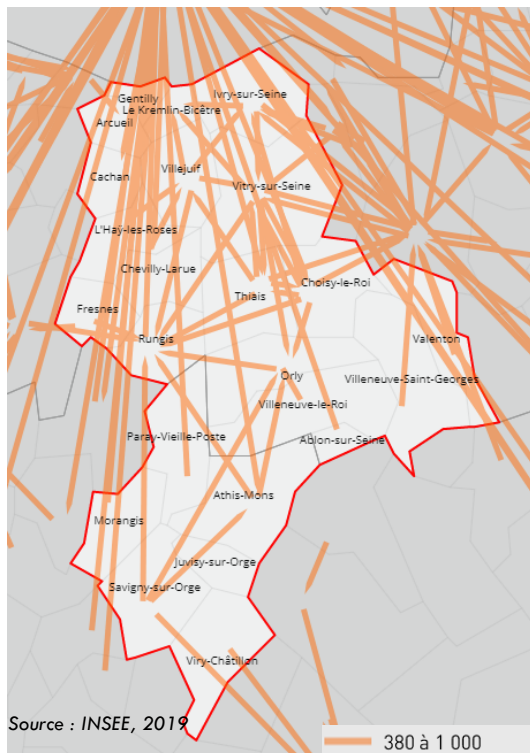 Gentilly
Ivry-sur-Seine
Le Kremlin-Bicêtre
Arcueil
Villejuif
Cachan
Vitry-sur-Seine
L'Haÿ-les-Roses
Chevilly-Larue
Choisy-le-Roi
Thiais
Fresnes
Rungis
Valenton
Orly
Villeneuve-Saint-Georges
Villeneuve-le-Roi
Paray-Vieille-Poste
Ablon-sur-Seine
Athis-Mons
Morangis
Juvisy-sur-Orge
Savigny-sur-Orge
Viry-Châtillon
Source : INSEE, 2019
380 à 1 000